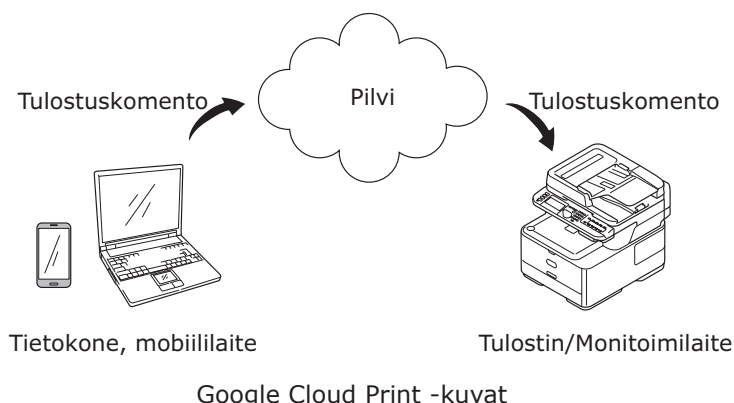 Pilvi
Tulostuskomento
Tulostuskomento
Tietokone, mobiililaite
Tulostin/Monitoimilaite
Google Cloud Print -kuvat